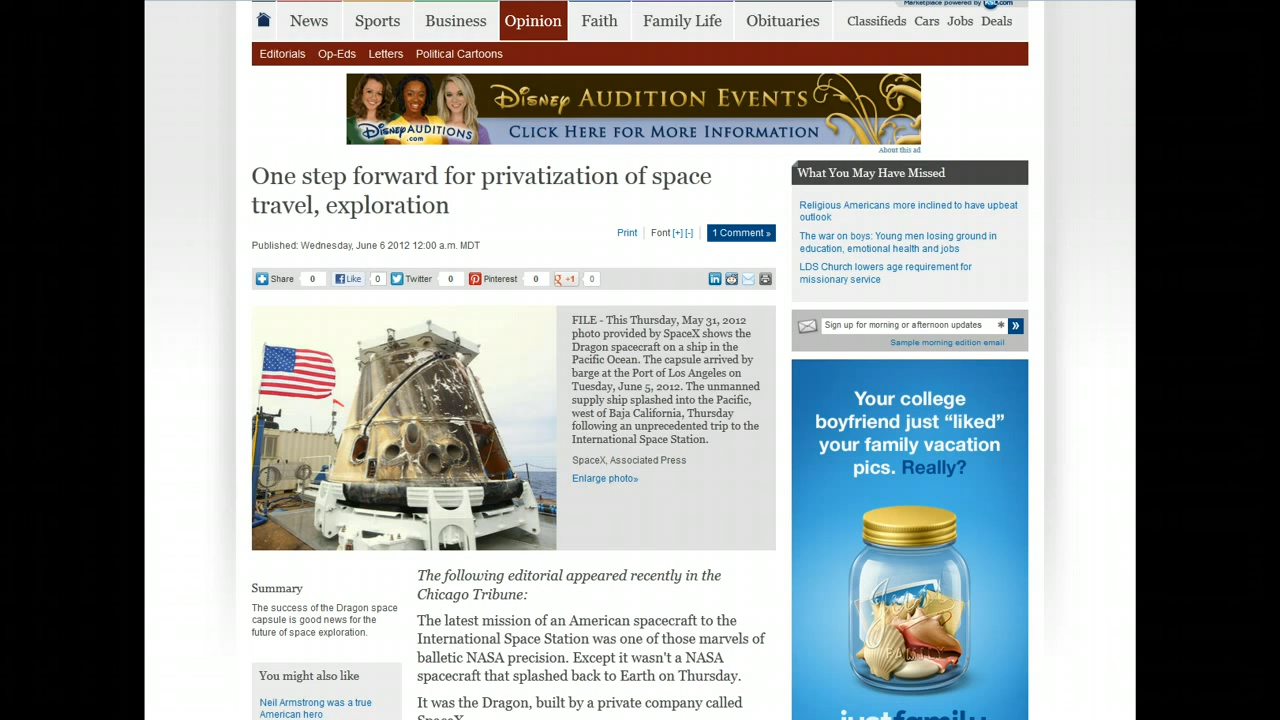 Marketplace powered by KSL.com
News Sports Business Opinion Faith Family Life Obituaries Classifieds Cars Jobs Deals
Editorials Op-Eds Letters Political Cartoons
Disney AUDITION EVENTS
DISNEYAUDITIONS.com
CLICK HERE FOR MORE INFORMATION
About this ad
One step forward for privatization of space
travel, exploration
Print Font [+] [-] 1 Comment »
Published: Wednesday, June 6 2012 12:00 a.m. MDT
Share 0 Like 0 Twitter 0 Pinterest 0 g +1 0
FILE - This Thursday, May 31, 2012
photo provided by SpaceX shows the
Dragon spacecraft on a ship in the
Pacific Ocean. The capsule arrived by
barge at the Port of Los Angeles on
Tuesday, June 5, 2012. The unmanned
supply ship splashed into the Pacific,
west of Baja California, Thursday
following an unprecedented trip to the
International Space Station.
SpaceX, Associated Press
Enlarge photo»
Summary
The success of the Dragon space
capsule is good news for the
future of space exploration.
You might also like
Neil Armstrong was a true
American hero
The following editorial appeared recently in the
Chicago Tribune:
The latest mission of an American spacecraft to the
International Space Station was one of those marvels of
balletic NASA precision. Except it wasn't a NASA
spacecraft that splashed back to Earth on Thursday.
It was the Dragon, built by a private company called
SpaceX.
What You May Have Missed
Religious Americans more inclined to have upbeat
outlook
The war on boys: Young men losing ground in
education, emotional health and jobs
LDS Church lowers age requirement for
missionary service
Sign up for morning or afternoon updates * »
Sample morning edition email
Your college
boyfriend just “liked”
your family vacation
pics. Really?
Just
FAMILY
justfamily